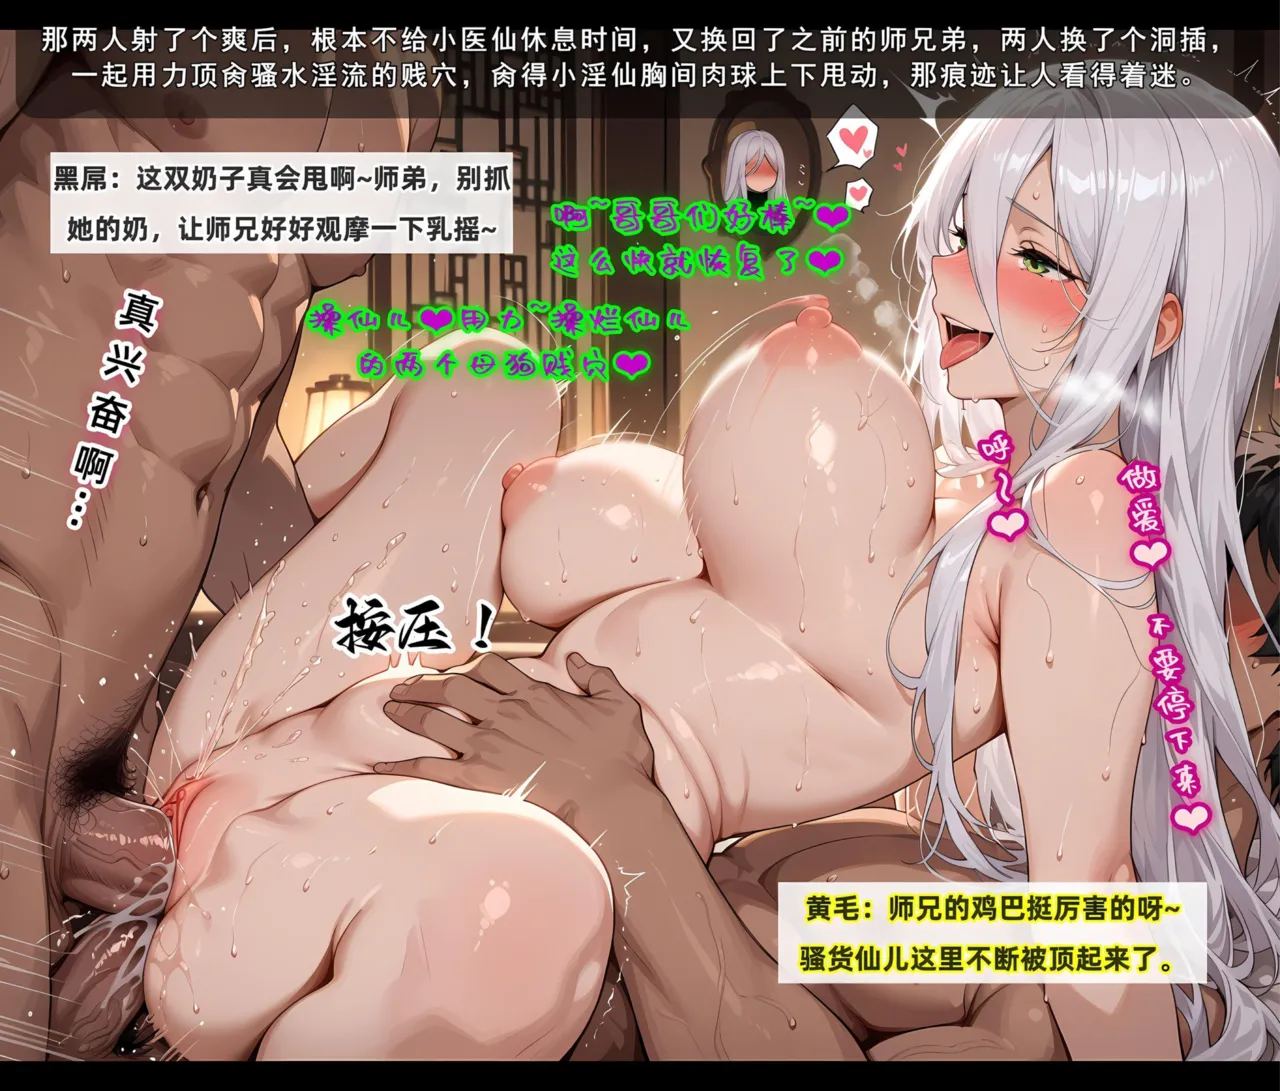 那两人射了个爽后，根本不给小医仙休息时间，又换回了之前的师兄弟，两人换了个洞插，
一起用力顶肏骚水淫流的贱穴，肏得小淫仙胸间肉球上下甩动，那痕迹让人看得着迷。
黑屌：这双奶子真会甩啊~师弟，别抓
她的奶，让师兄好好观摩一下乳摇~
啊~哥哥们好棒~❤
这么快就恢复了❤
操仙儿❤用力~操烂仙儿
的两个母狗贱穴❤
真兴奋啊…
呼~❤
做爱❤
不要停下来❤
按压！
黄毛：师兄的鸡巴挺厉害的呀~
骚货仙儿这里不断被顶起来了。